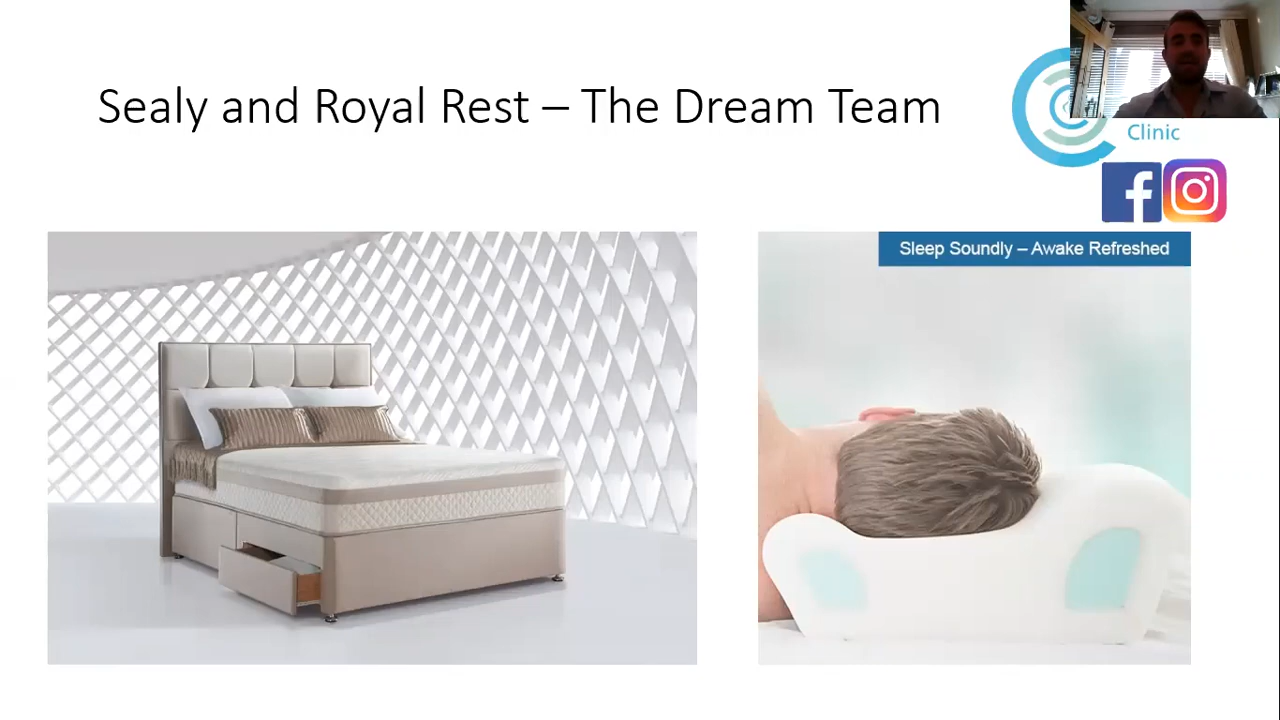 Sealy and Royal Rest – The Dream Team
Clinic
Sleep Soundly – Awake Refreshed